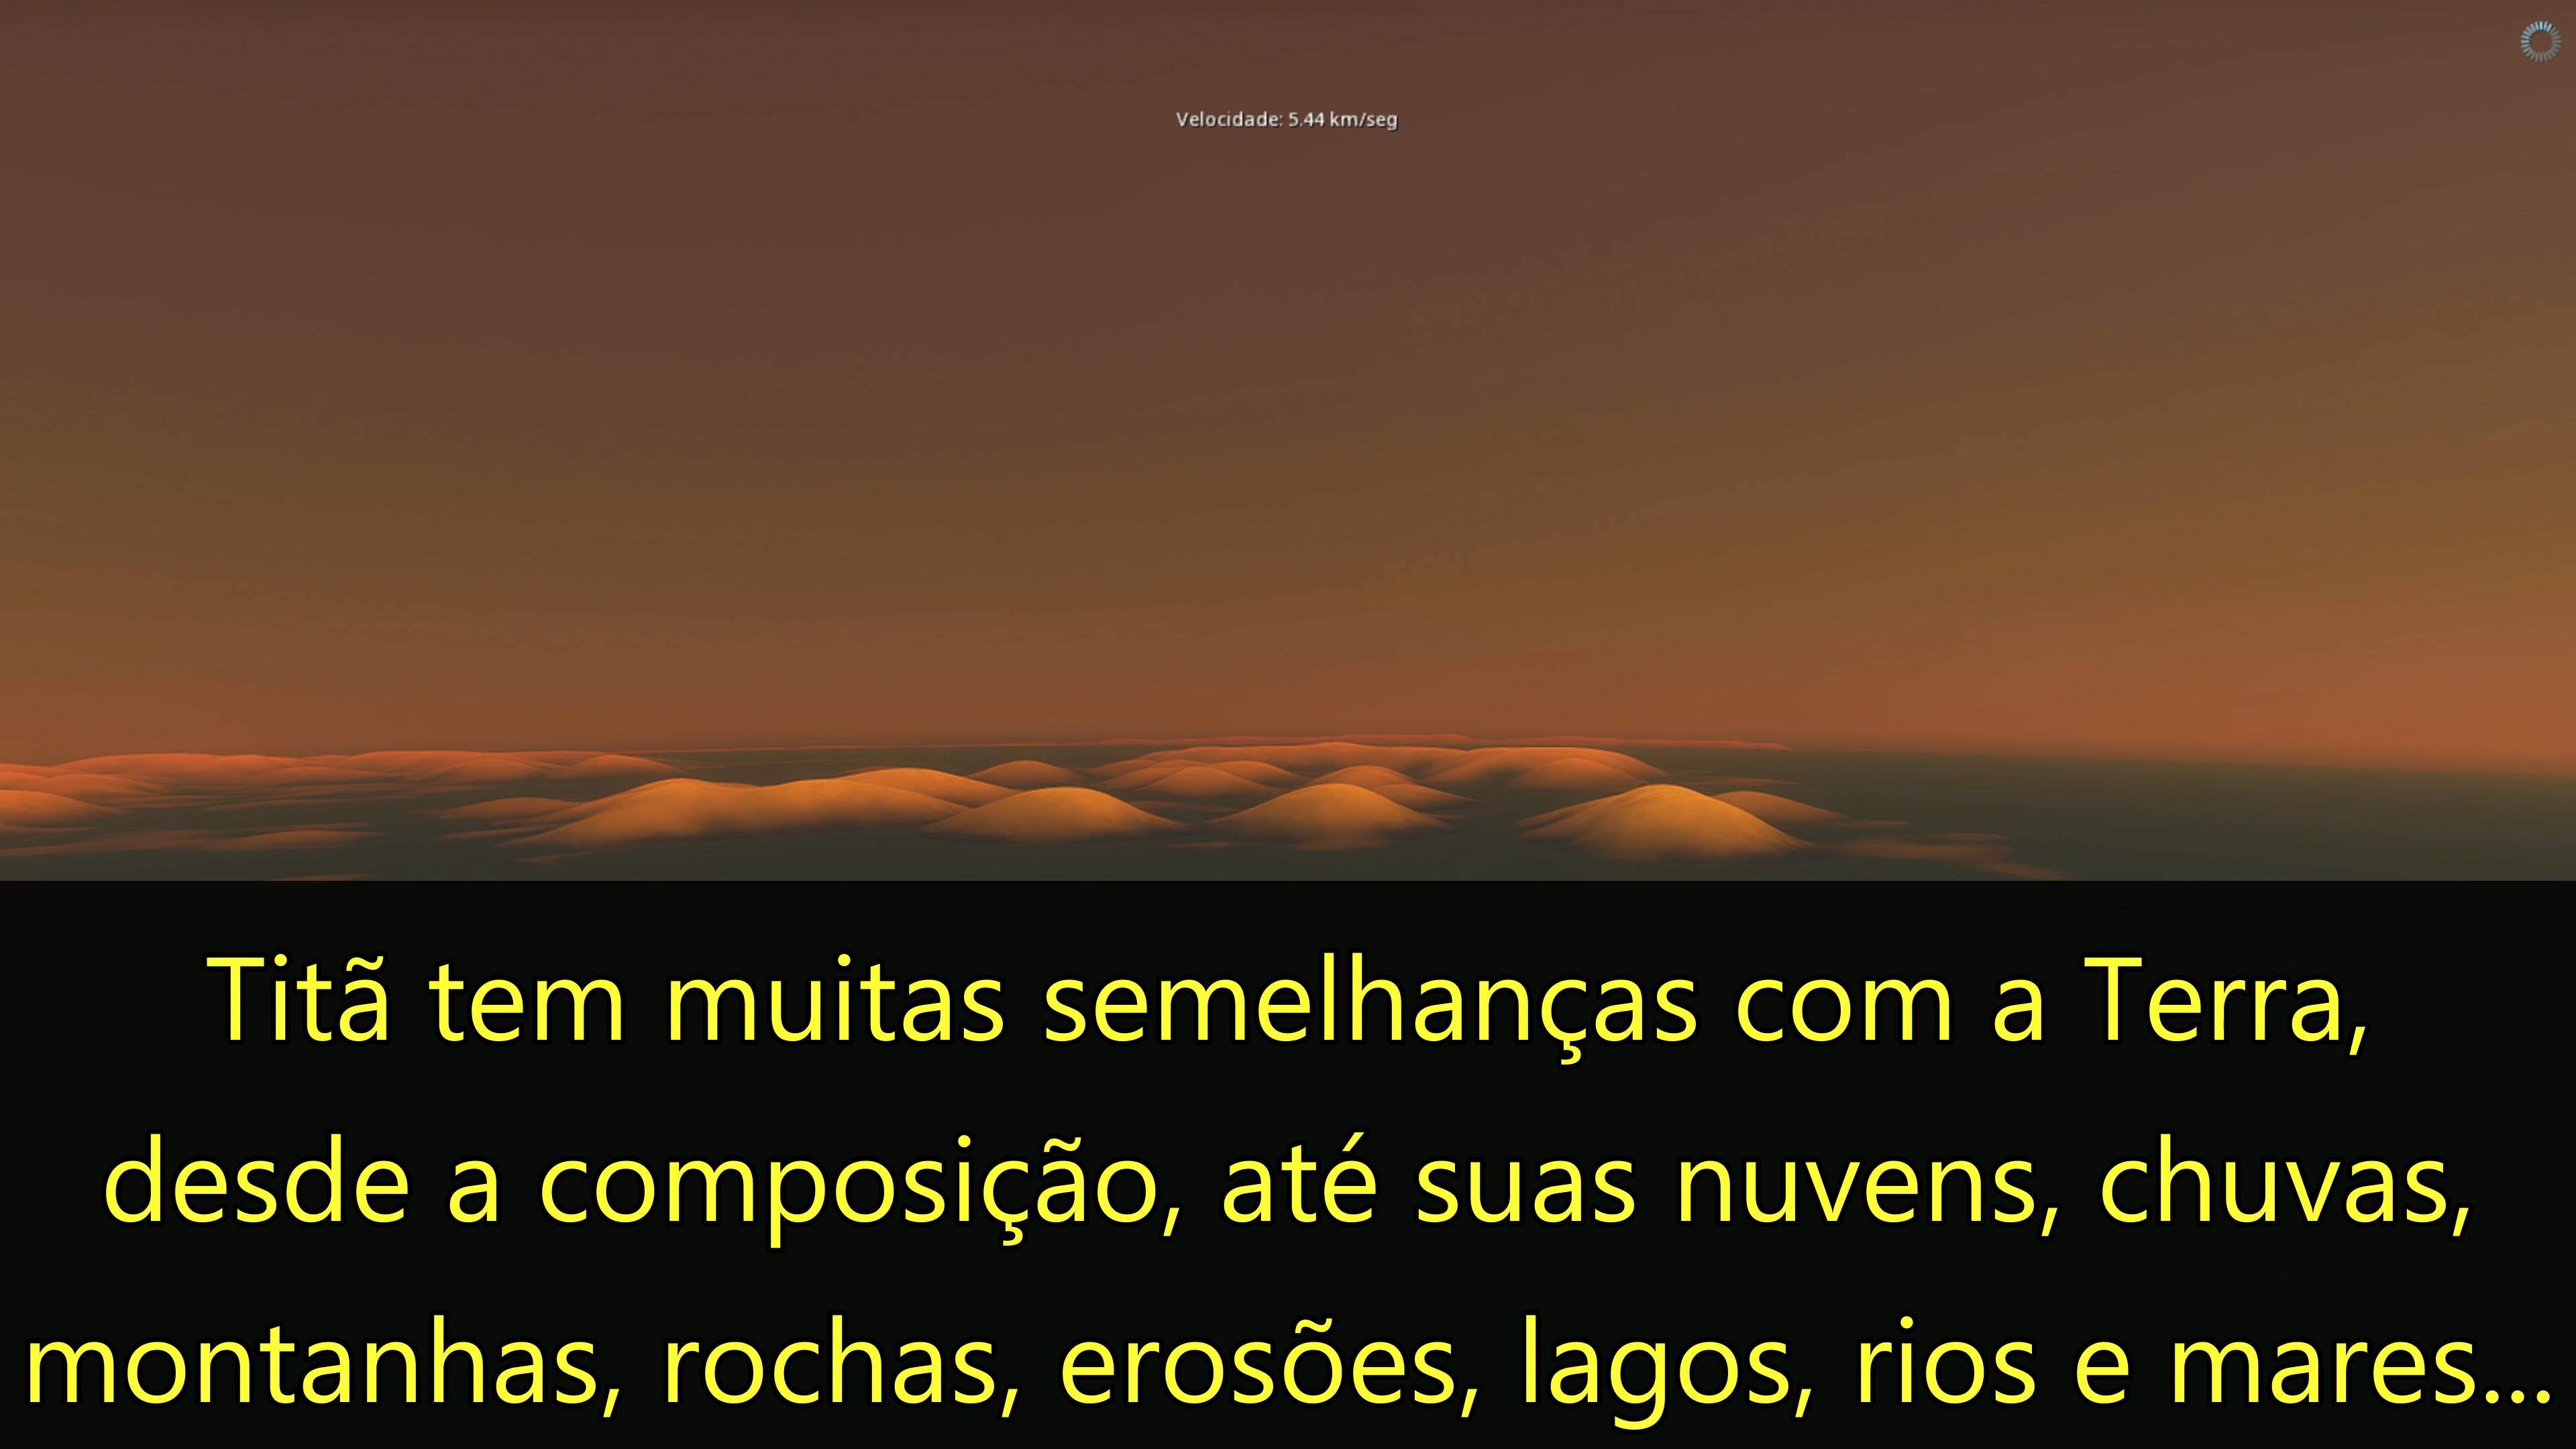 Velocidade: 5.44 km/seg
Titã tem muitas semelhanças com a Terra,
desde a composição, até suas nuvens, chuvas,
montanhas, rochas, erosões, lagos, rios e mares...